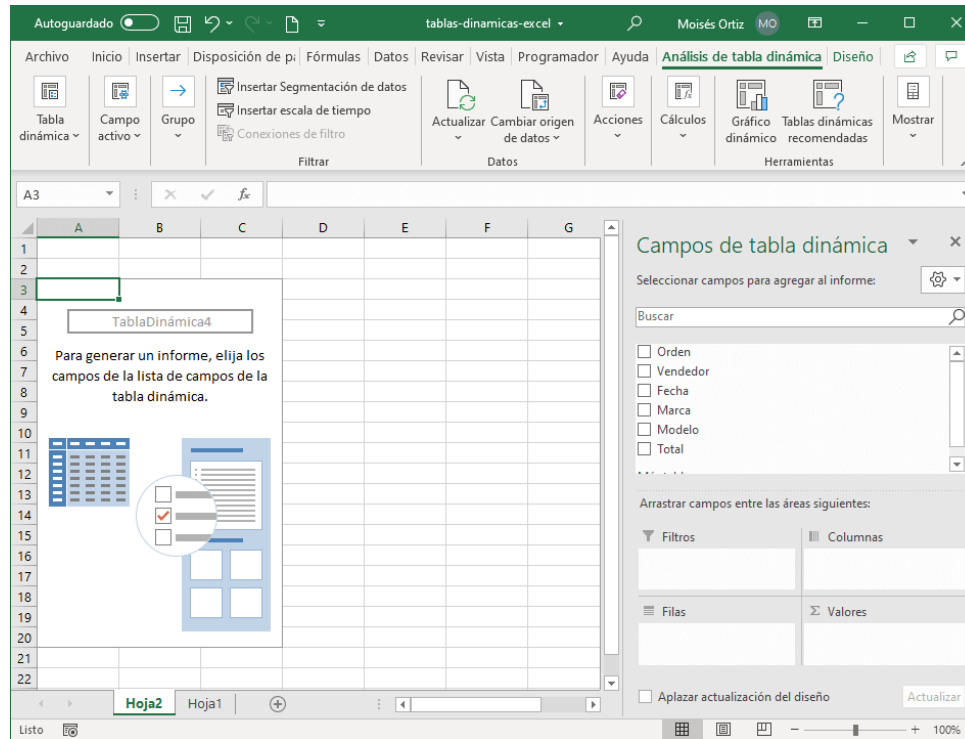 Autoguardado
tablas-dinamicas-excel
Moisés Ortiz MO
Archivo Inicio Insertar Disposición de pá Fórmulas Datos Revisar Vista Programador Ayuda Análisis de tabla dinámica Diseño
Tabla dinámica
Campo activo
Grupo
Insertar Segmentación de datos
Insertar escala de tiempo
Conexiones de filtro
Filtrar
Actualizar
Cambiar origen de datos
Datos
Acciones
Cálculos
Gráfico dinámico
Tablas dinámicas recomendadas
Herramientas
Mostrar
A3 fx
A B C D E F G
1
2
3
4
5
6
7
8
9
10
11
12
13
14
15
16
17
18
19
20
21
22
TablaDinámica4
Para generar un informe, elija los
campos de la lista de campos de la
tabla dinámica.
Campos de tabla dinámica
Seleccionar campos para agregar al informe:
Buscar
Orden
Vendedor
Fecha
Marca
Modelo
Total
Arrastrar campos entre las áreas siguientes:
Filtros
Columnas
Filas
Σ Valores
Aplazar actualización del diseño
Actualizar
Hoja2 Hoja1
Listo
100%